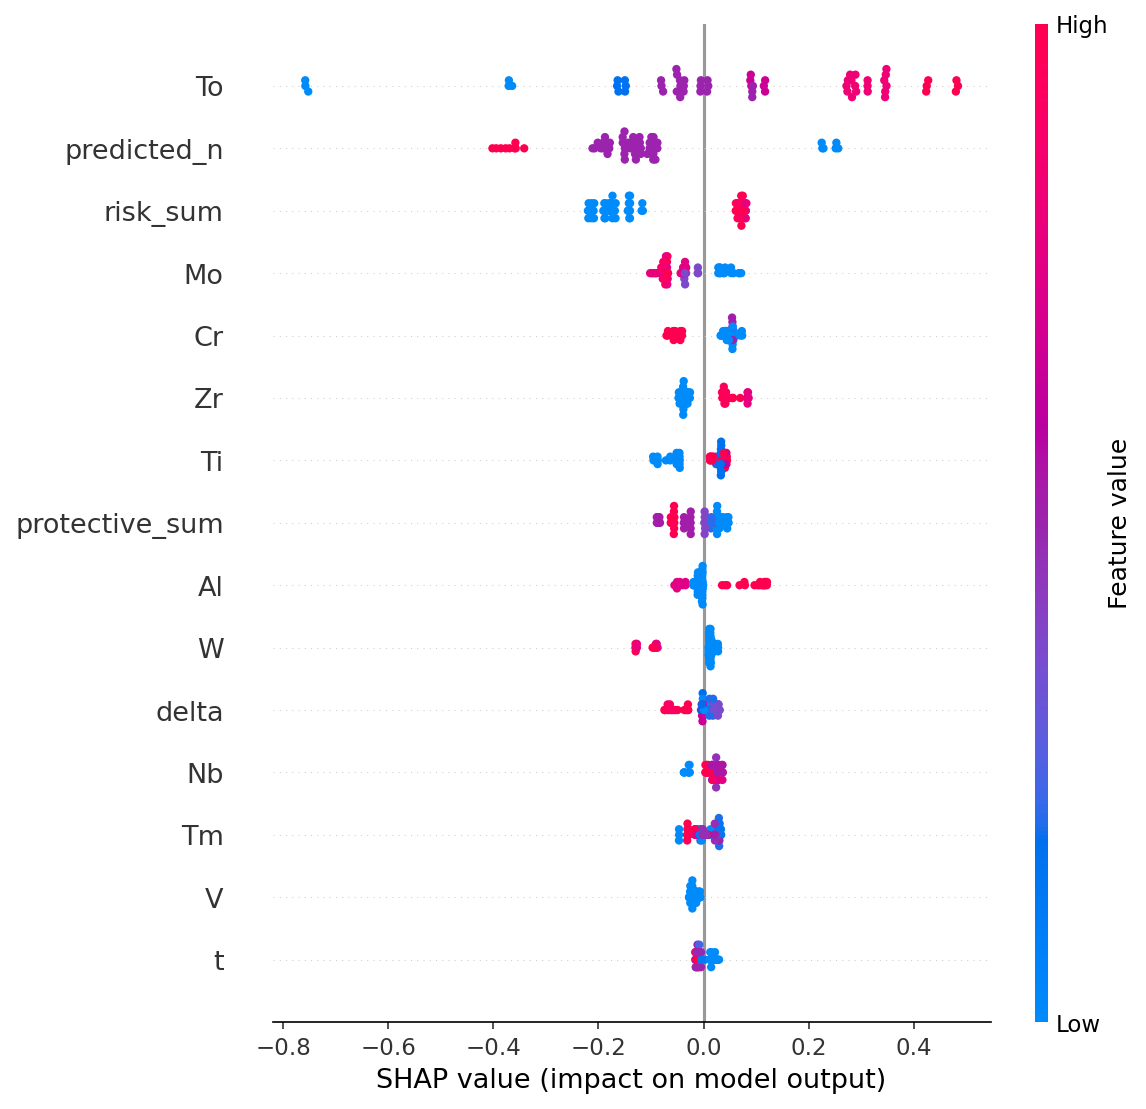 High
To
predicted_n
risk_sum
Mo
Cr
Zr
Ti
protective_sum
Al
W
delta
Nb
Tm
V
t
Feature value
Low
−0.8 −0.6 −0.4 −0.2 0.0 0.2 0.4
SHAP value (impact on model output)